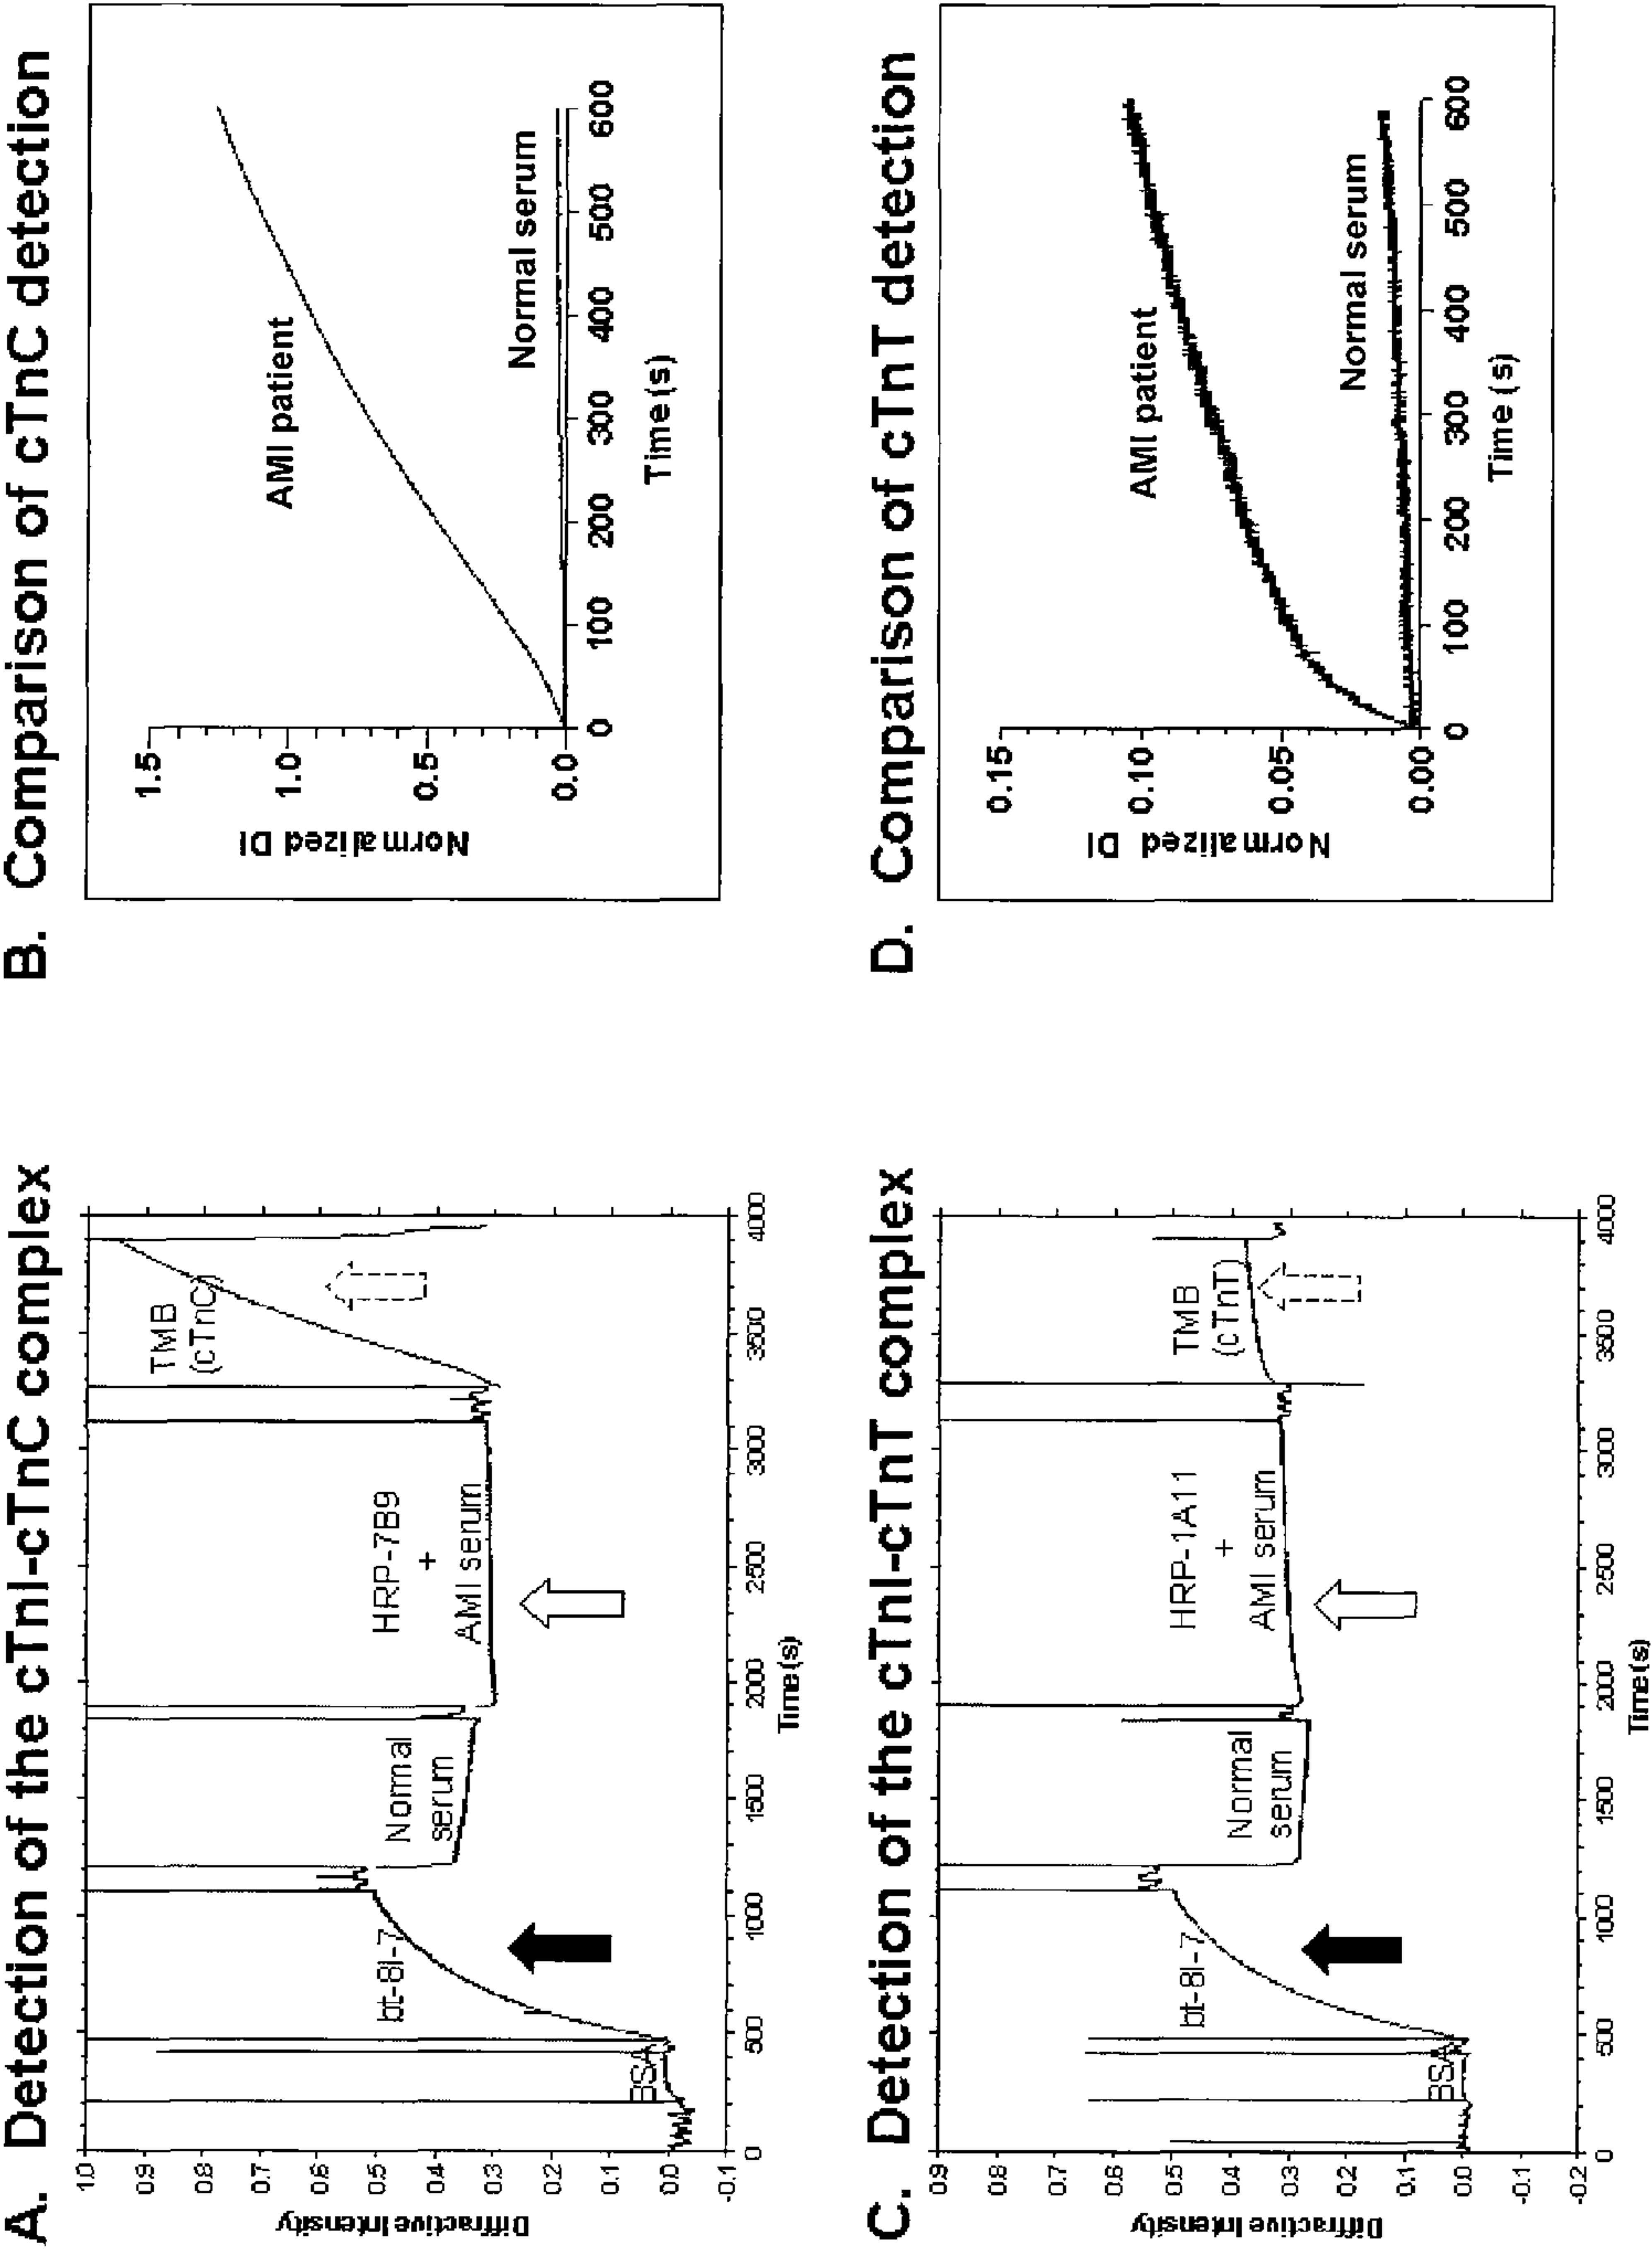 A. Detection of the cTnI-cTnC complex
Diffractive Intensity
1.0
0.9
0.8
0.7
0.6
0.5
0.4
0.3
0.2
0.1
0.0
-0.1
BSA
bt-8I-7
Normal
serum
HRP-7B9
+
AMI serum
TMB
(cTnC)
0 500 1000 1500 2000 2500 3000 3500 4000
Time(s)
B. Comparison of cTnC detection
Normalized DI
1.5
1.0
0.5
0.0
AMI patient
Normal serum
0 100 200 300 400 500 600
Time(s)
C. Detection of the cTnI-cTnT complex
Diffractive Intensity
0.9
0.8
0.7
0.6
0.5
0.4
0.3
0.2
0.1
0.0
-0.1
-0.2
BSA
bt-8I-7
Normal
serum
HRP-1A11
+
AMI serum
TMB
(cTnT)
0 500 1000 1500 2000 2500 3000 3500 4000
Time(s)
D. Comparison of cTnT detection
Normalized DI
0.15
0.10
0.05
0.00
AMI patient
Normal serum
0 100 200 300 400 500 600
Time(s)